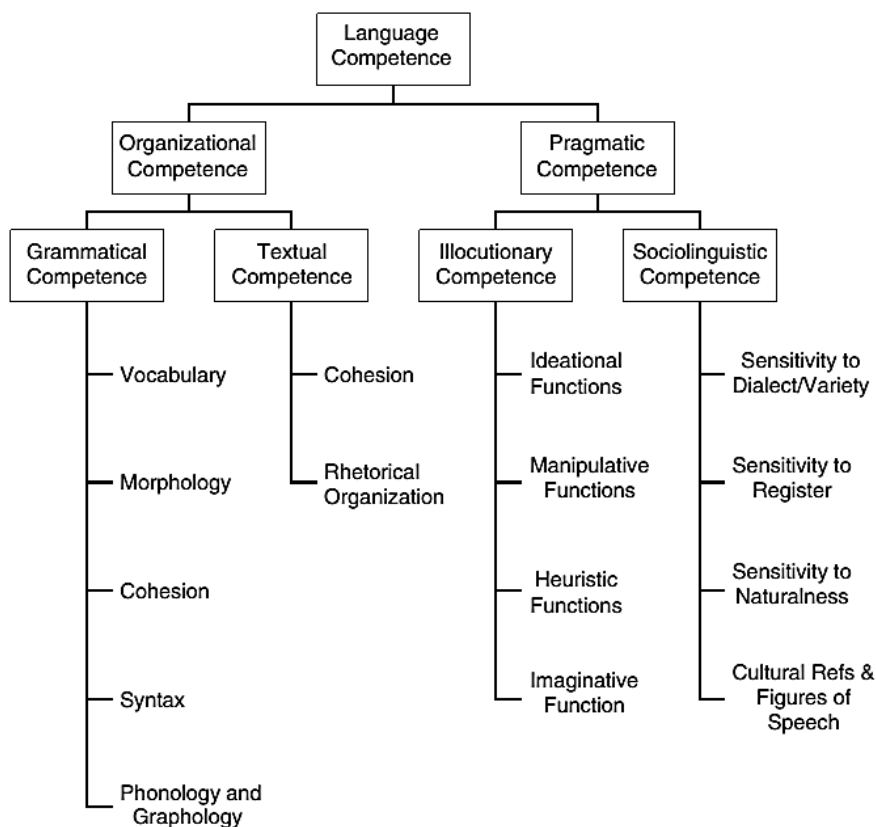 Language
Competence
Organizational
Competence
Pragmatic
Competence
Grammatical
Competence
Textual
Competence
Illocutionary
Competence
Sociolinguistic
Competence
Vocabulary
Morphology
Cohesion
Syntax
Phonology and
Graphology
Cohesion
Rhetorical
Organization
Ideational
Functions
Manipulative
Functions
Heuristic
Functions
Imaginative
Function
Sensitivity to
Dialect/Variety
Sensitivity to
Register
Sensitivity to
Naturalness
Cultural Refs &
Figures of
Speech